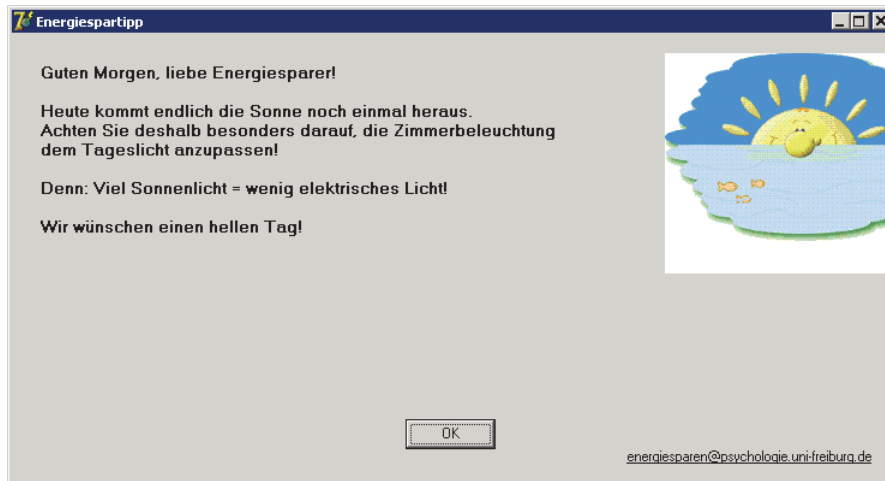 Energiespartipp
Guten Morgen, liebe Energiesparer!
Heute kommt endlich die Sonne noch einmal heraus.
Achten Sie deshalb besonders darauf, die Zimmerbeleuchtung
dem Tageslicht anzupassen!
Denn: Viel Sonnenlicht = wenig elektrisches Licht!
Wir wünschen einen hellen Tag!
OK
energiesparen@psychologie.uni-freiburg.de